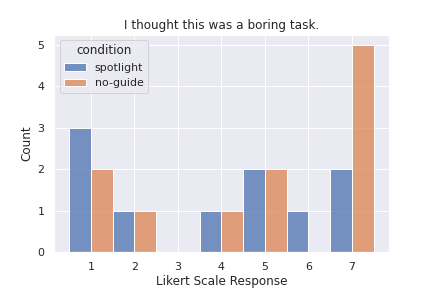 I thought this was a boring task.
condition
spotlight
no-guide
Count
5
4
3
2
1
0
1 2 3 4 5 6 7
Likert Scale Response